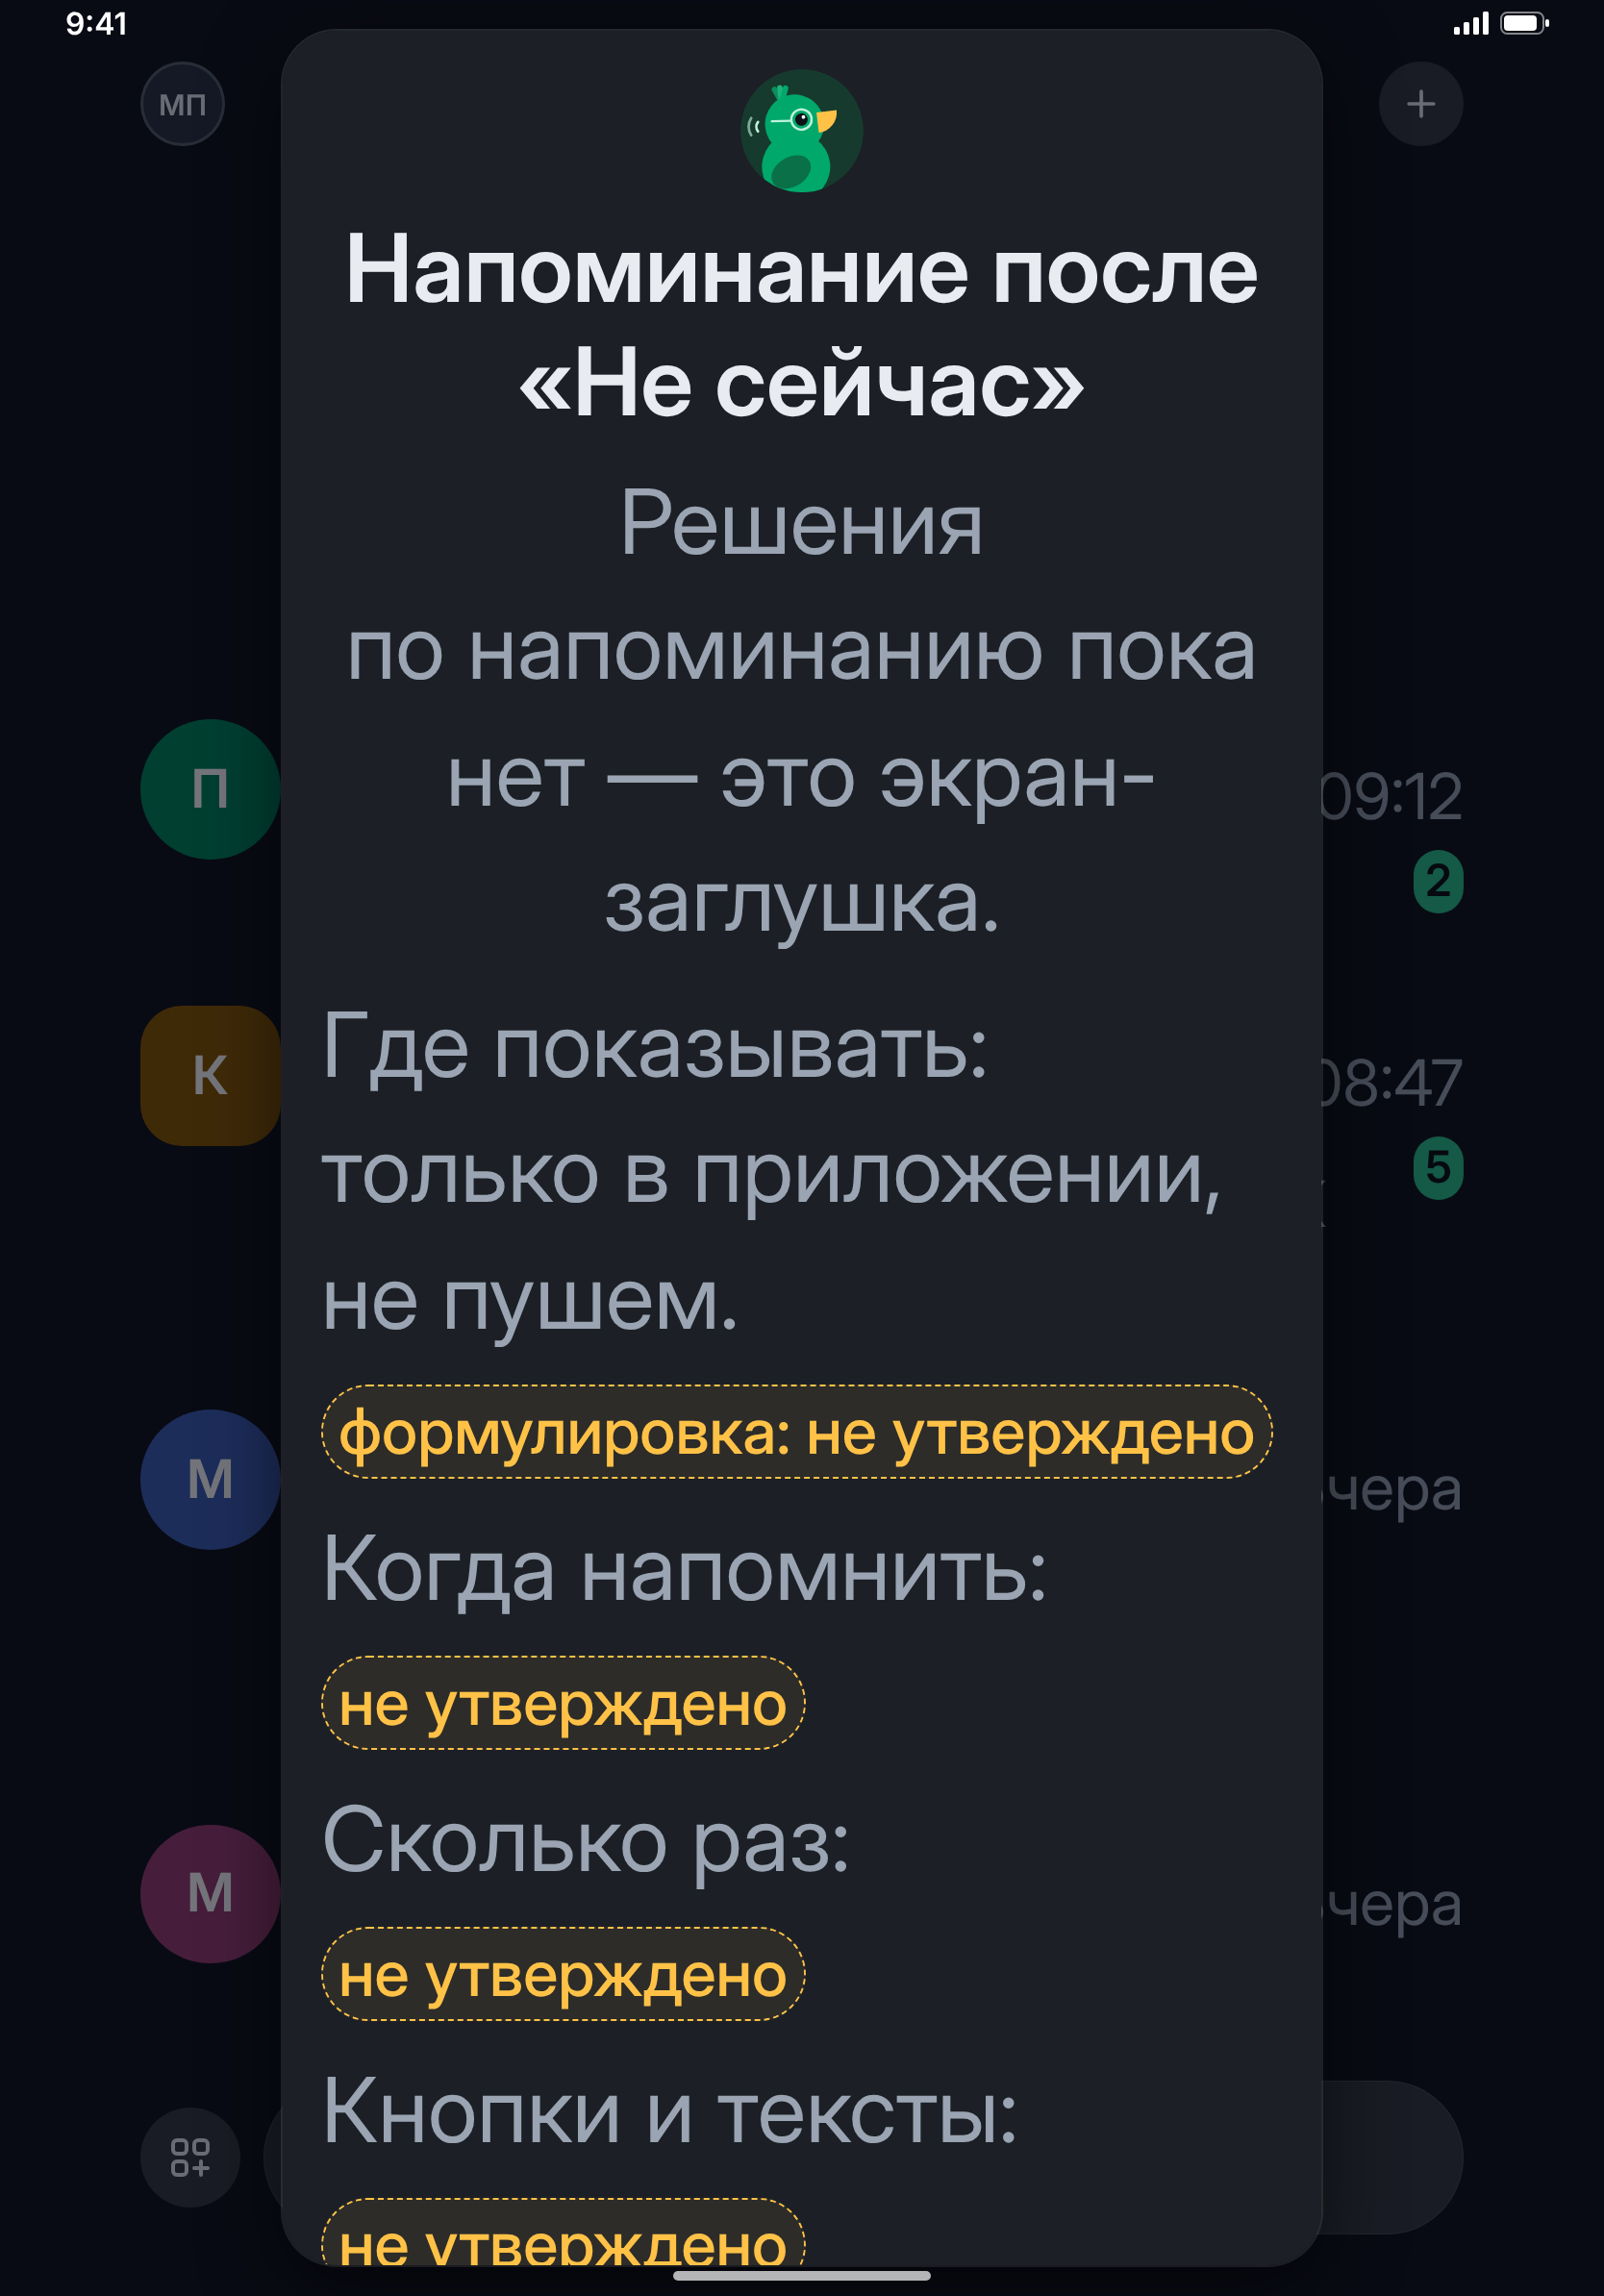 9:41
МП
Напоминание после
«Не сейчас»
Решения
по напоминанию пока
нет — это экран-
заглушка.
П
09:12
2
Где показывать:
К
08:47
только в приложении,
5
не пушем.
формулировка: не утверждено
М
Когда напомнить:
не утверждено
Сколько раз:
М
не утверждено
Кнопки и тексты:
не утверждено